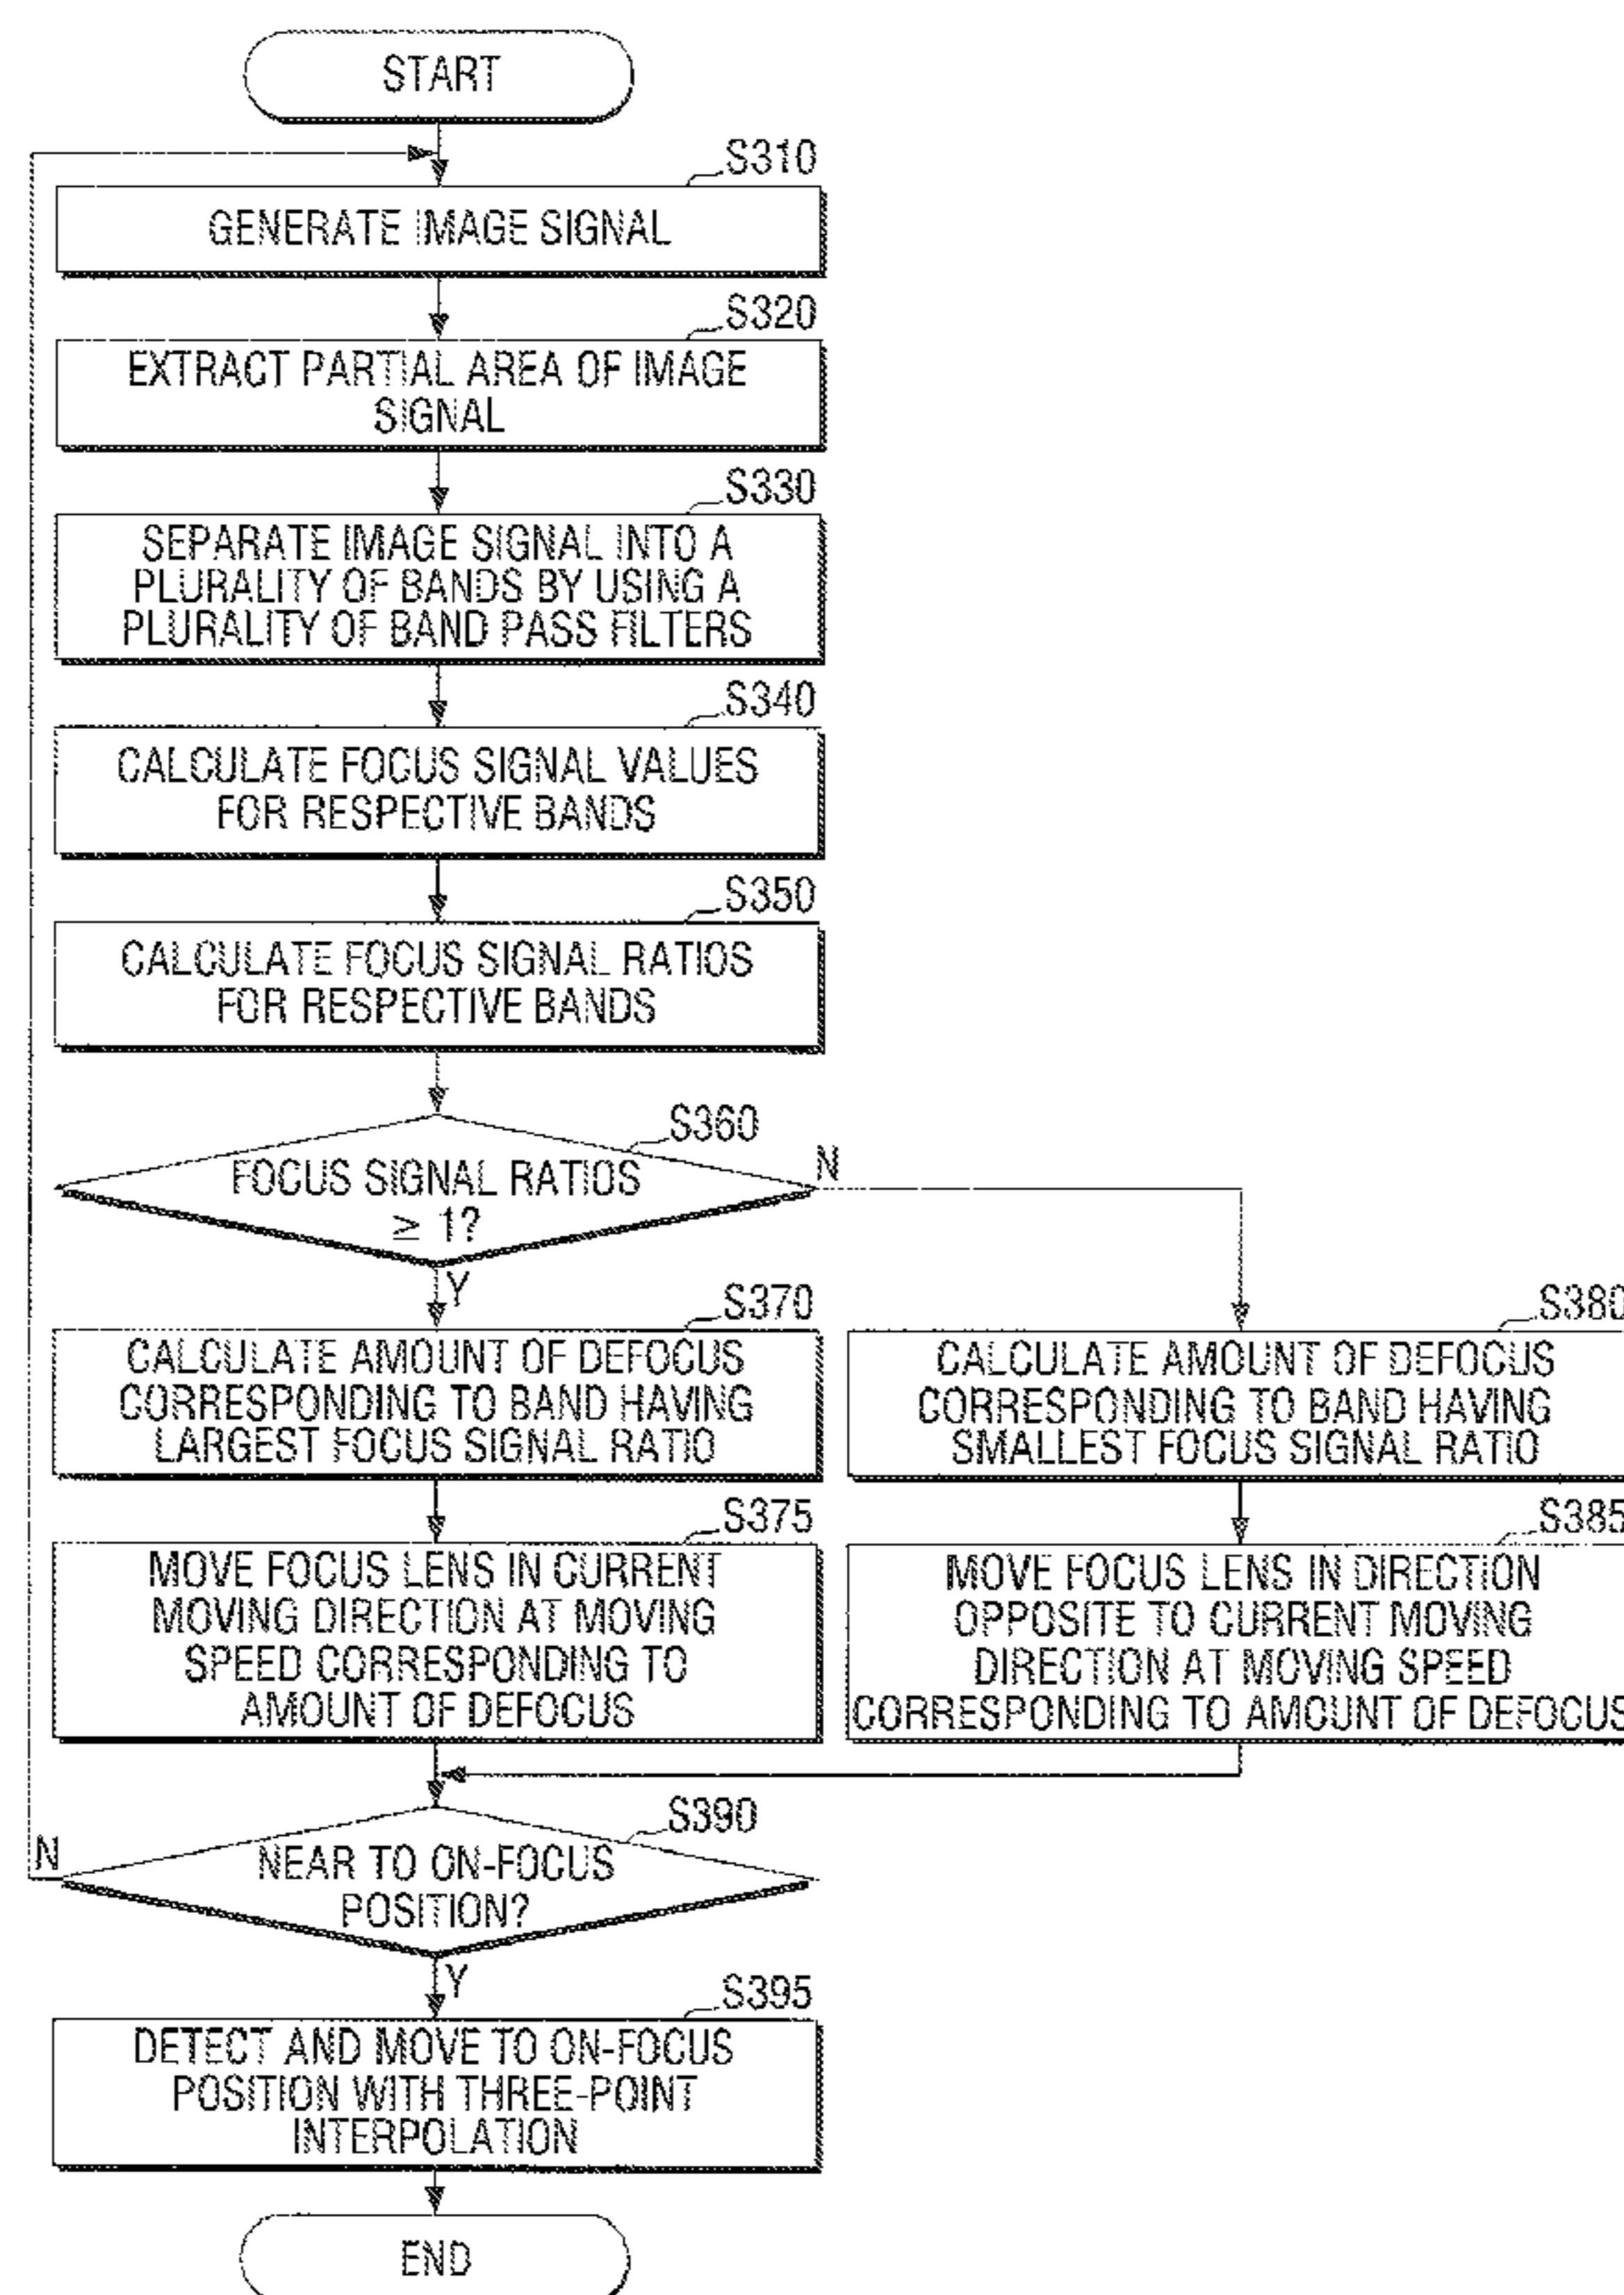 START
S310
GENERATE IMAGE SIGNAL
S320
EXTRACT PARTIAL AREA OF IMAGE
SIGNAL
S330
SEPARATE IMAGE SIGNAL INTO A
PLURALITY OF BANDS BY USING A
PLURALITY OF BAND PASS FILTERS
S340
CALCULATE FOCUS SIGNAL VALUES
FOR RESPECTIVE BANDS
S350
CALCULATE FOCUS SIGNAL RATIOS
FOR RESPECTIVE BANDS
S360
FOCUS SIGNAL RATIOS
≥ 1?
N
Y
S370
CALCULATE AMOUNT OF DEFOCUS
CORRESPONDING TO BAND HAVING
LARGEST FOCUS SIGNAL RATIO
S380
CALCULATE AMOUNT OF DEFOCUS
CORRESPONDING TO BAND HAVING
SMALLEST FOCUS SIGNAL RATIO
S375
MOVE FOCUS LENS IN CURRENT
MOVING DIRECTION AT MOVING
SPEED CORRESPONDING TO
AMOUNT OF DEFOCUS
S385
MOVE FOCUS LENS IN DIRECTION
OPPOSITE TO CURRENT MOVING
DIRECTION AT MOVING SPEED
CORRESPONDING TO AMOUNT OF DEFOCUS
S390
N
NEAR TO ON-FOCUS
POSITION?
Y
S395
DETECT AND MOVE TO ON-FOCUS
POSITION WITH THREE-POINT
INTERPOLATION
END